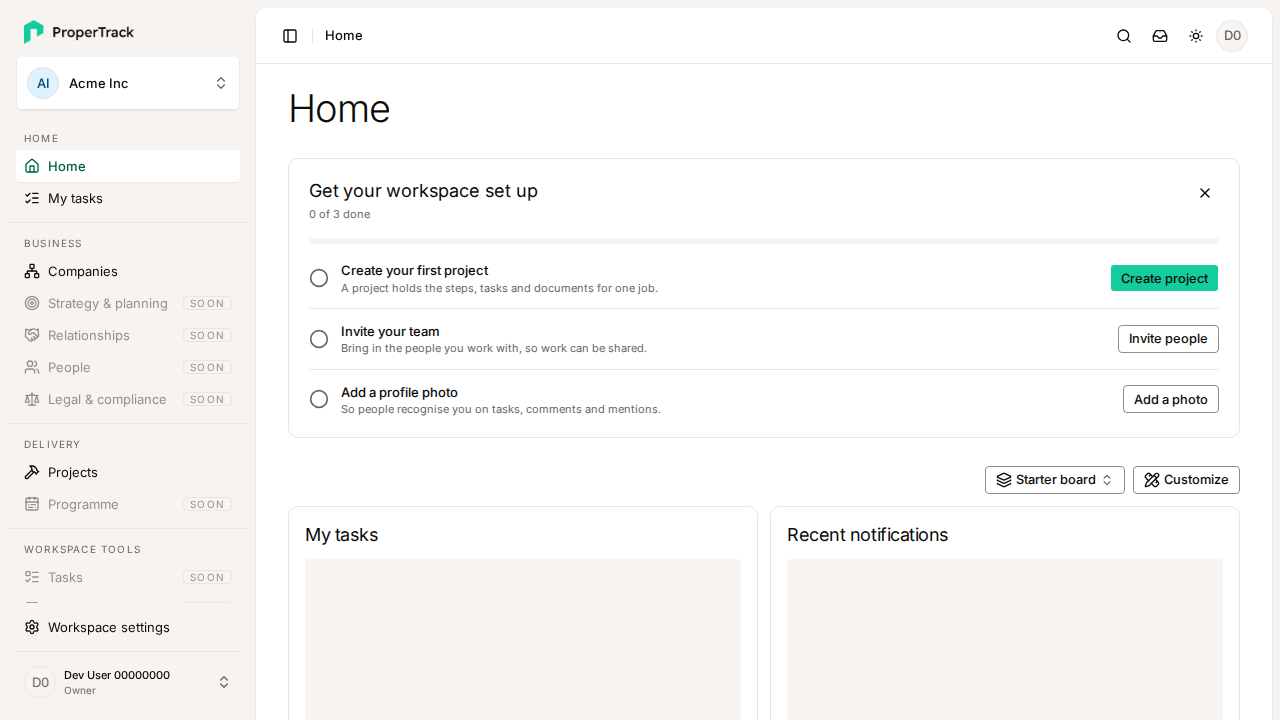 ProperTrack
AI
Acme Inc
HOME
Home
My tasks
BUSINESS
Companies
Strategy & planning SOON
Relationships SOON
People SOON
Legal & compliance SOON
DELIVERY
Projects
Programme SOON
WORKSPACE TOOLS
Tasks SOON
Workspace settings
D0
Dev User 00000000
Owner
Home
D0
Home
Get your workspace set up
0 of 3 done
Create your first project
A project holds the steps, tasks and documents for one job.
Create project
Invite your team
Bring in the people you work with, so work can be shared.
Invite people
Add a profile photo
So people recognise you on tasks, comments and mentions.
Add a photo
Starter board
Customize
My tasks
Recent notifications